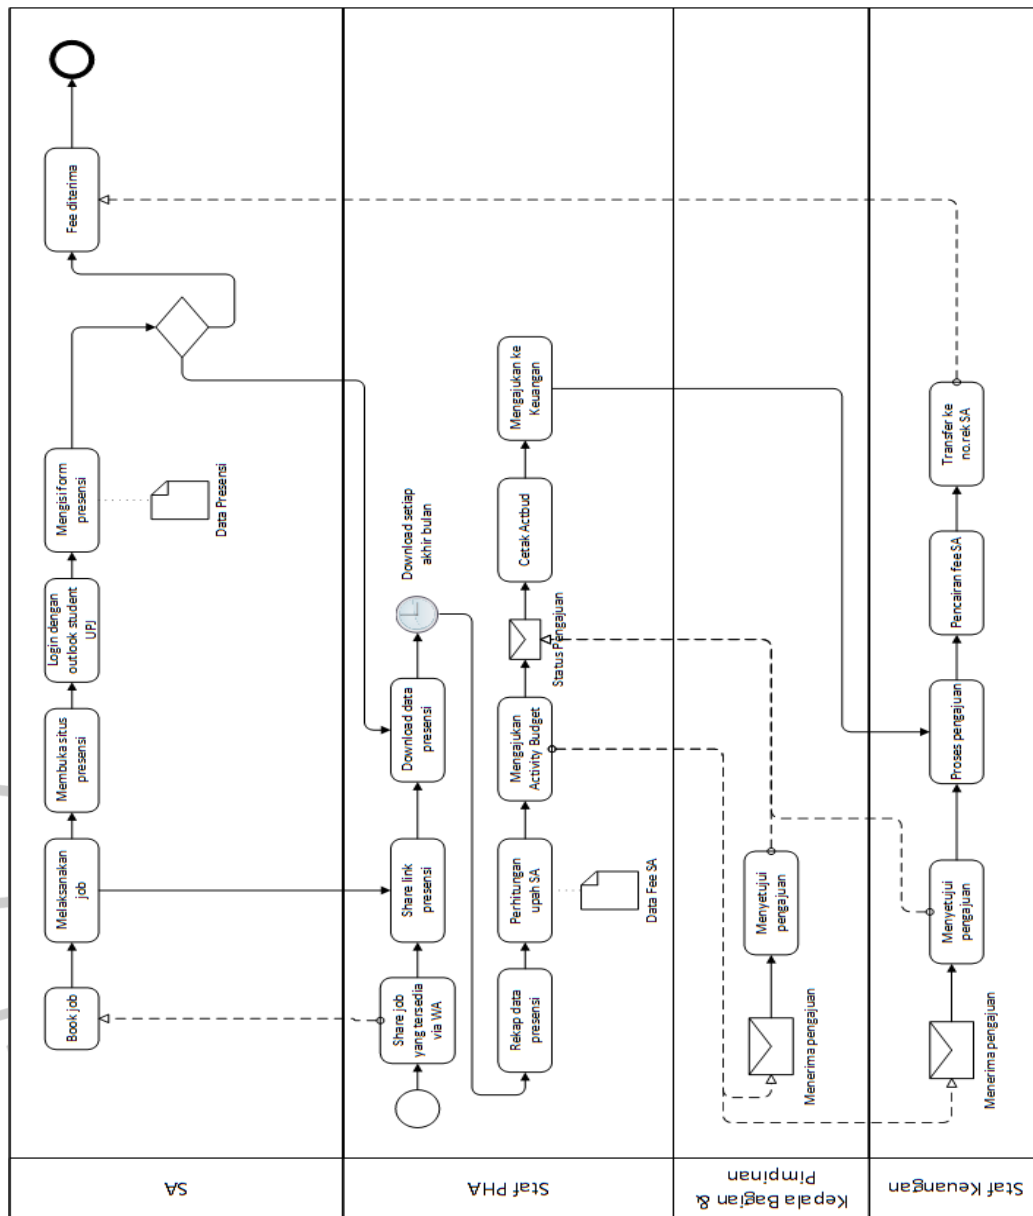 SA
Book job
Melaksanakan
job
Membuka situs
presensi
Login dengan
outlook student
UPJ
Mengisi form
presensi
Data Presensi
Fee diterima
Staf PHA
Share job
yang tersedia
via WA
Share link
presensi
Download data
presensi
Download setiap
akhir bulan
Rekap data
presensi
Perhitungan
upah SA
Data Fee SA
Mengajukan
Activity Budget
Status Pengajuan
Cetak Actbud
Mengajukan ke
Keuangan
Kepala Bagian &
Pimpinan
Menerima pengajuan
Menyetujui
pengajuan
Staf Keuangan
Menerima pengajuan
Menyetujui
pengajuan
Proses pengajuan
Pencairan fee SA
Transfer ke
no.rek SA